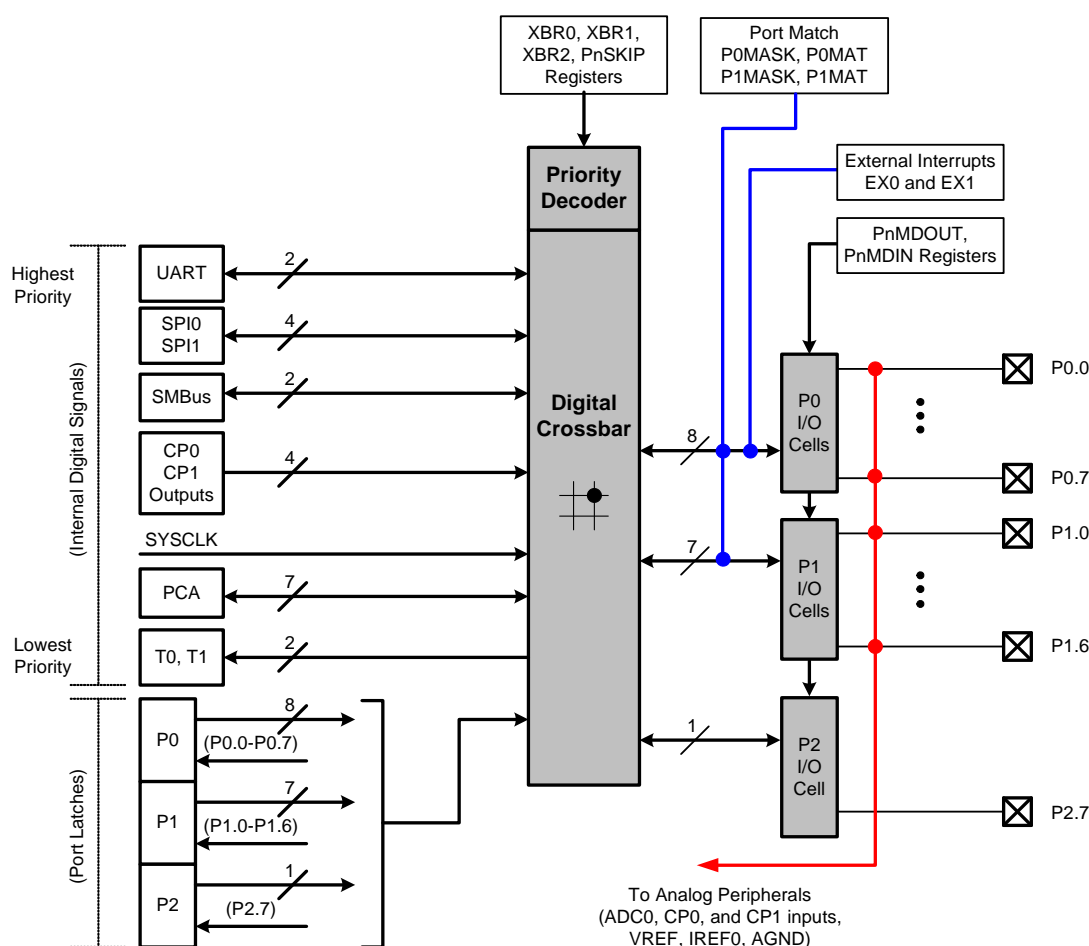 XBR0, XBR1,
XBR2, PnSKIP
Registers
Port Match
P0MASK, P0MAT
P1MASK, P1MAT
External Interrupts
EX0 and EX1
PnMDOUT,
PnMDIN Registers
Priority
Decoder
Digital
Crossbar
Highest
Priority
(Internal Digital Signals)
Lowest
Priority
UART
2
SPI0
SPI1
4
SMBus
2
CP0
CP1
Outputs
4
SYSCLK
PCA
7
T0, T1
2
(Port Latches)
P0
8
(P0.0-P0.7)
P1
7
(P1.0-P1.6)
P2
1
(P2.7)
8
P0
I/O
Cells
P0.0
P0.7
7
P1
I/O
Cells
P1.0
P1.6
1
P2
I/O
Cell
P2.7
To Analog Peripherals
(ADC0, CP0, and CP1 inputs,
VREF, IREF0, AGND)